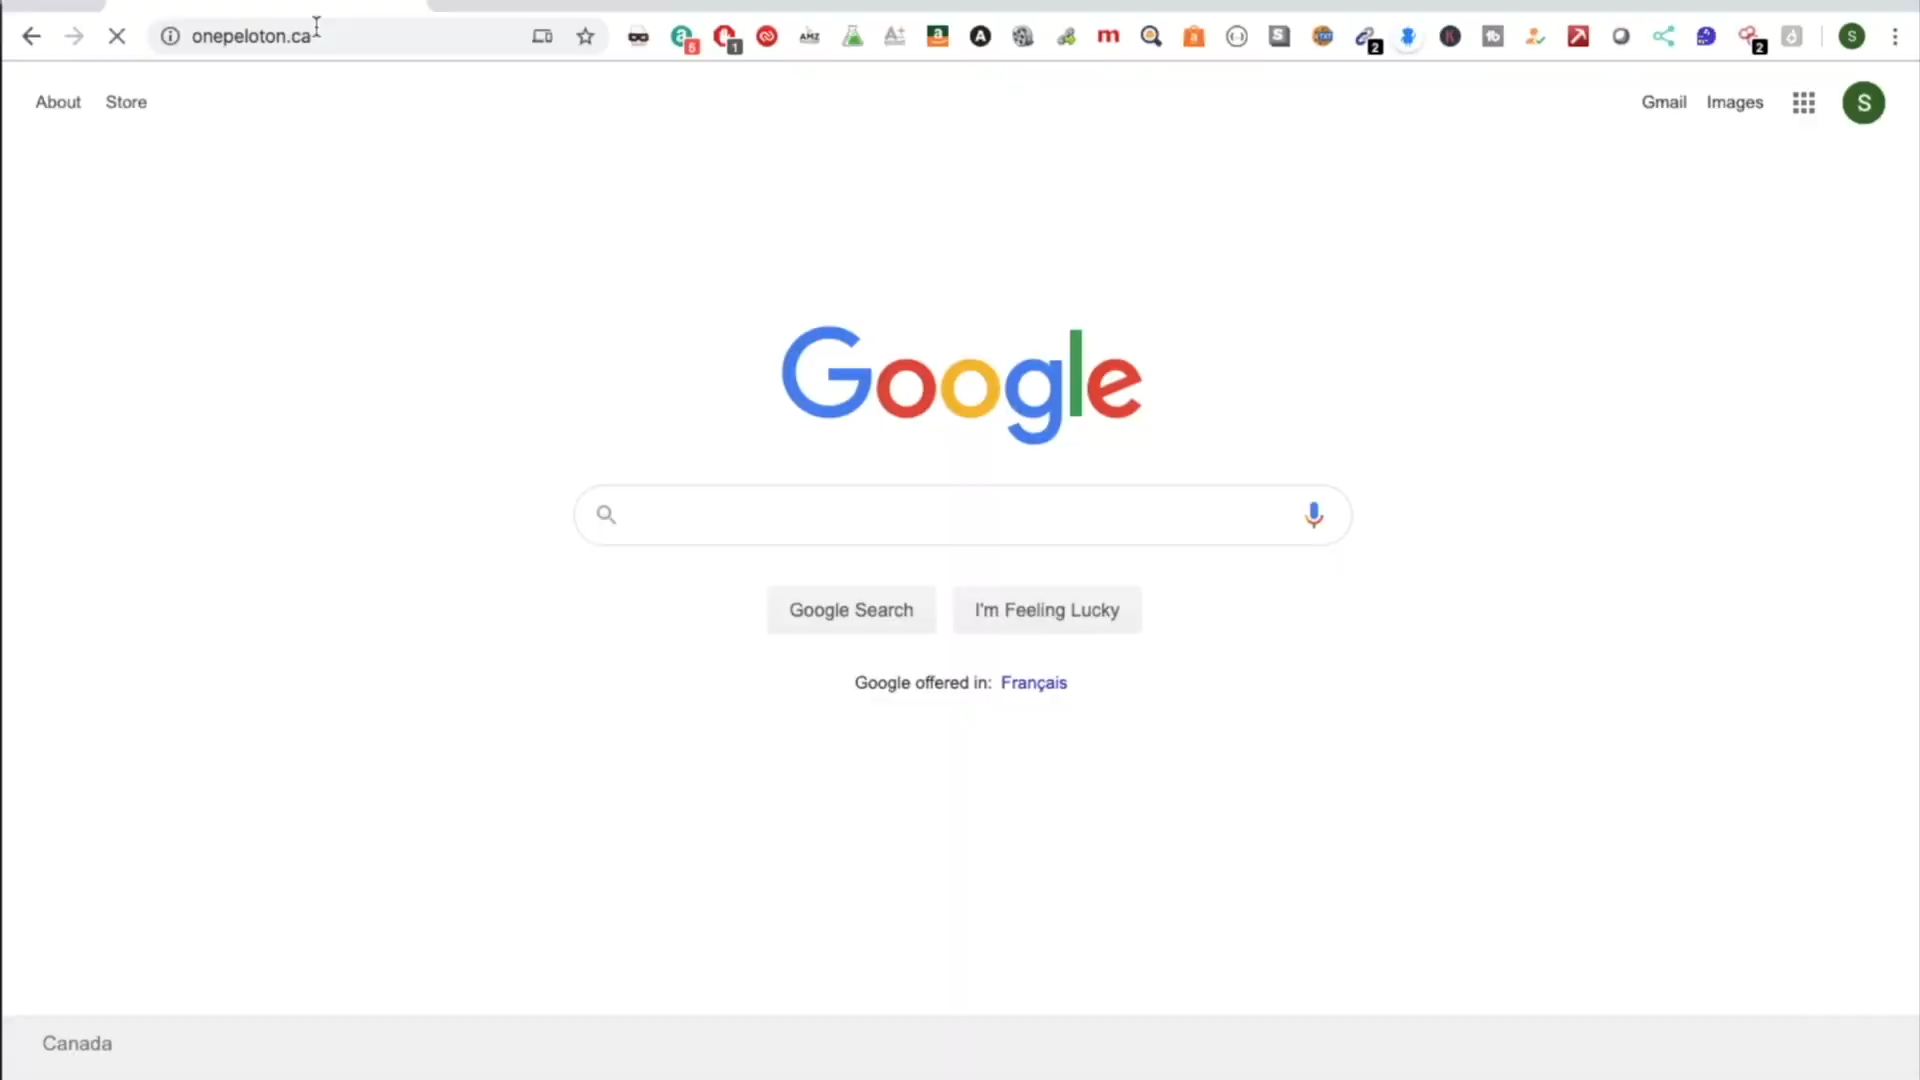 onepeloton.ca
About Store
Gmail Images
S
Google
Google Search
I'm Feeling Lucky
Google offered in: Français
Canada